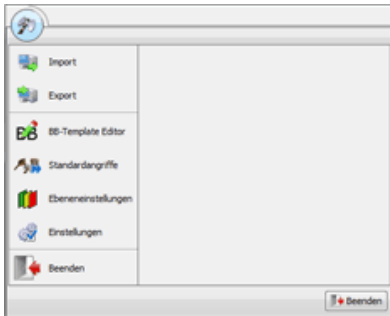 Import
Export
BB-Template Editor
Standardangriffe
Ebeneneinstellungen
Einstellungen
Beenden
Beenden